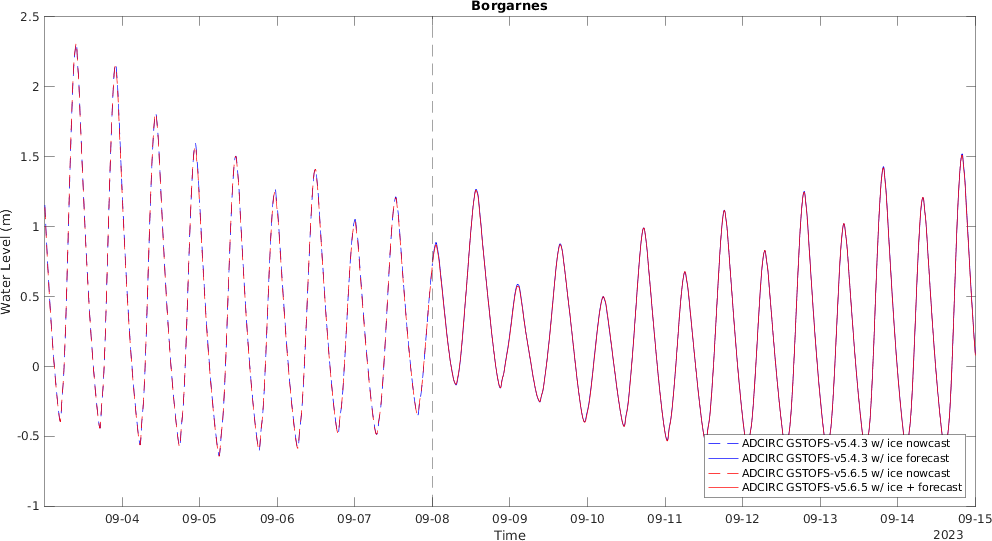 Borgarnes
2.5
2
1.5
1
0.5
0
-0.5
-1
Water Level (m)
ADCIRC GSTOFS-v5.4.3 w/ ice nowcast
ADCIRC GSTOFS-v5.4.3 w/ ice forecast
ADCIRC GSTOFS-v5.6.5 w/ ice nowcast
ADCIRC GSTOFS-v5.6.5 w/ ice + forecast
09-04 09-05 09-06 09-07 09-08 09-09 09-10 09-11 09-12 09-13 09-14 09-15
Time
2023